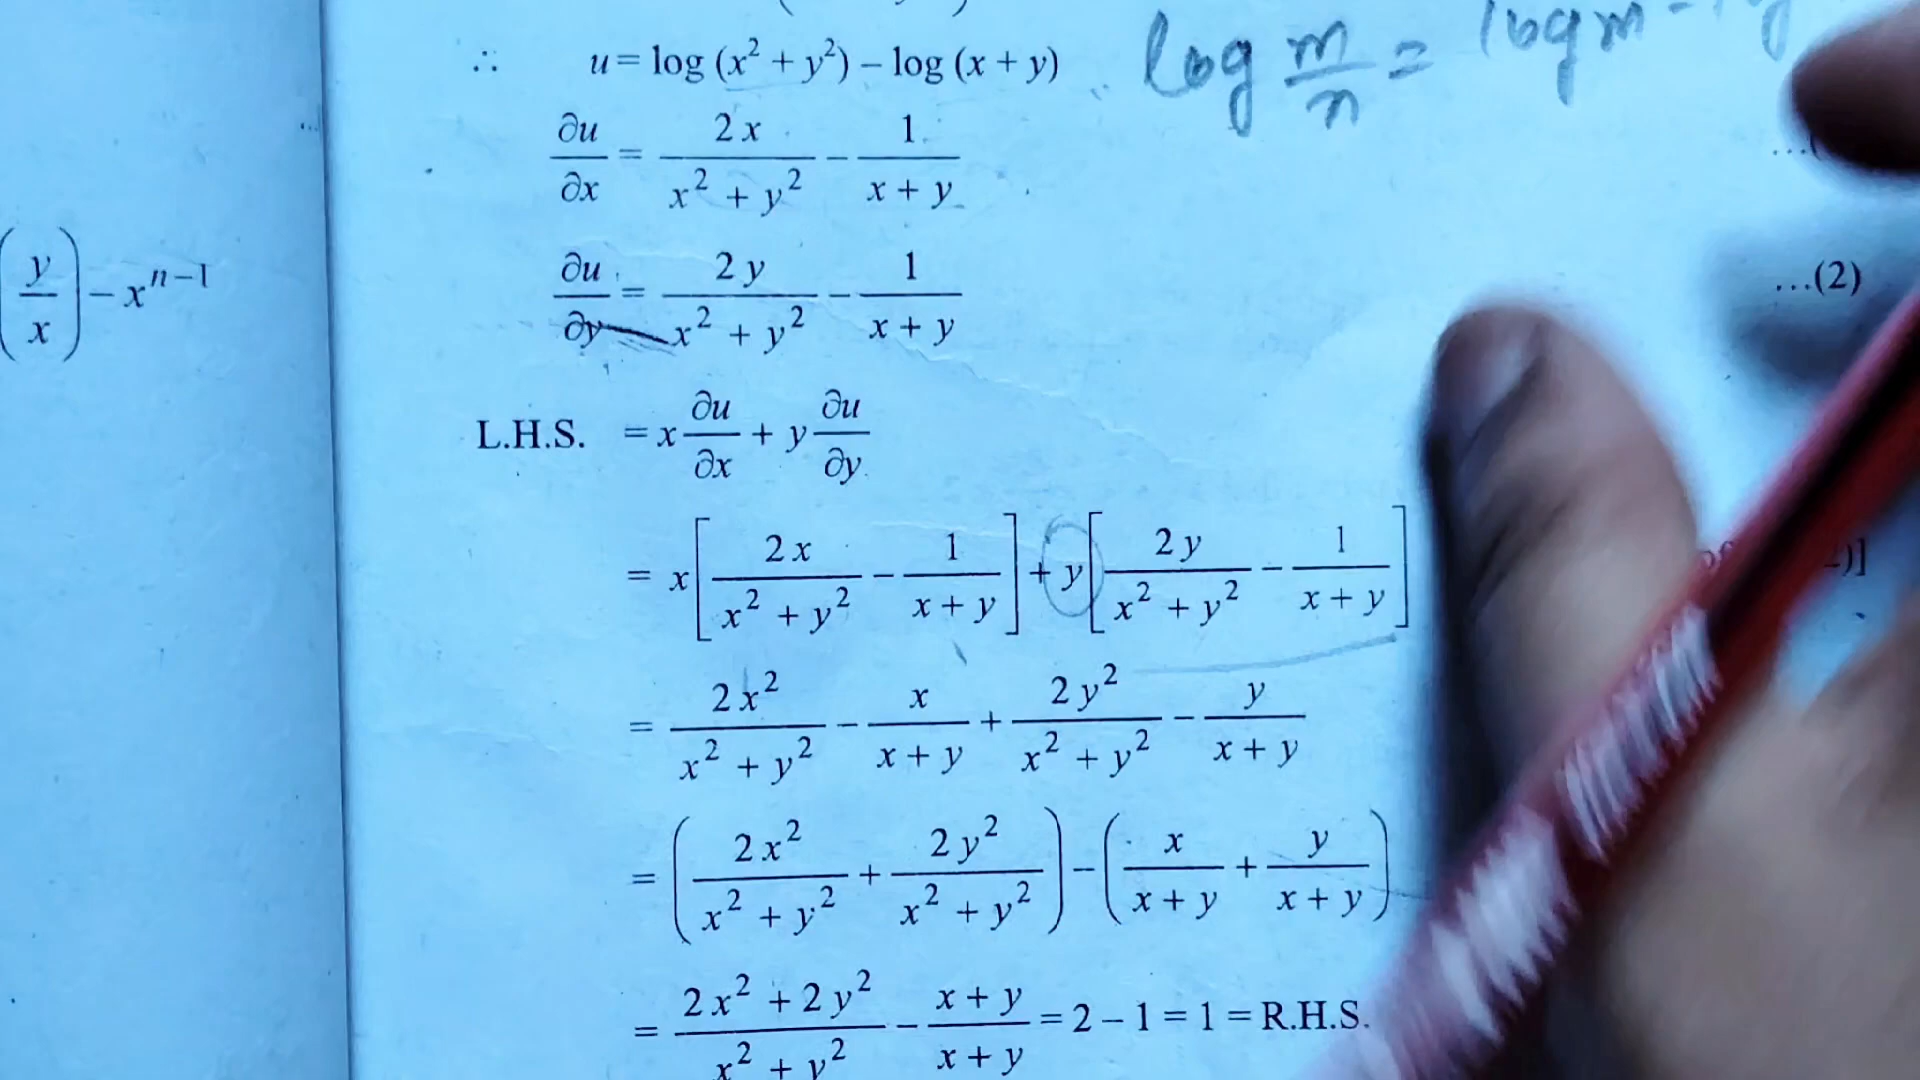 ∴ u = log (x² + y²) – log (x + y)
log m/n = log m -
∂u/∂x = 2x/(x² + y²) – 1/(x + y)
∂u/∂y = 2y/(x² + y²) – 1/(x + y) ...(2)
(y/x) – xⁿ⁻¹
L.H.S. = x ∂u/∂x + y ∂u/∂y
= x[2x/(x² + y²) – 1/(x + y)] + y[2y/(x² + y²) – 1/(x + y)]
= 2x²/(x² + y²) – x/(x + y) + 2y²/(x² + y²) – y/(x + y)
= (2x²/(x² + y²) + 2y²/(x² + y²)) – (x/(x + y) + y/(x + y))
= (2x² + 2y²)/(x² + y²) – (x + y)/(x + y) = 2 – 1 = 1 = R.H.S.